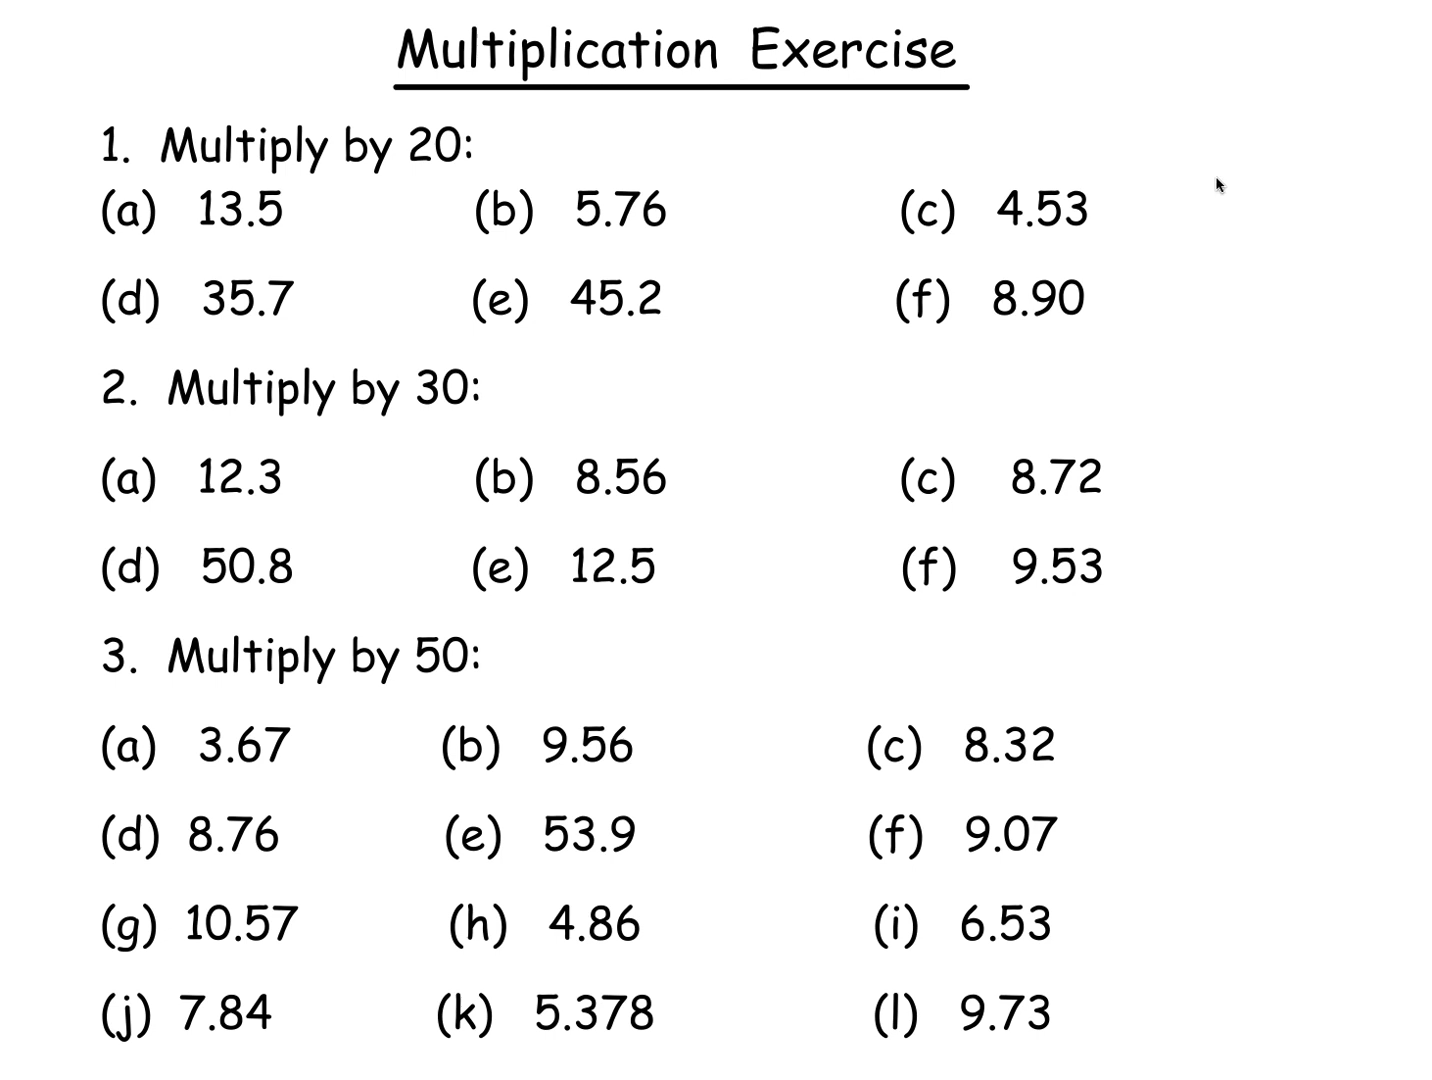 Multiplication Exercise
1. Multiply by 20:
(a) 13.5 (b) 5.76 (c) 4.53
(d) 35.7 (e) 45.2 (f) 8.90
2. Multiply by 30:
(a) 12.3 (b) 8.56 (c) 8.72
(d) 50.8 (e) 12.5 (f) 9.53
3. Multiply by 50:
(a) 3.67 (b) 9.56 (c) 8.32
(d) 8.76 (e) 53.9 (f) 9.07
(g) 10.57 (h) 4.86 (i) 6.53
(j) 7.84 (k) 5.378 (l) 9.73